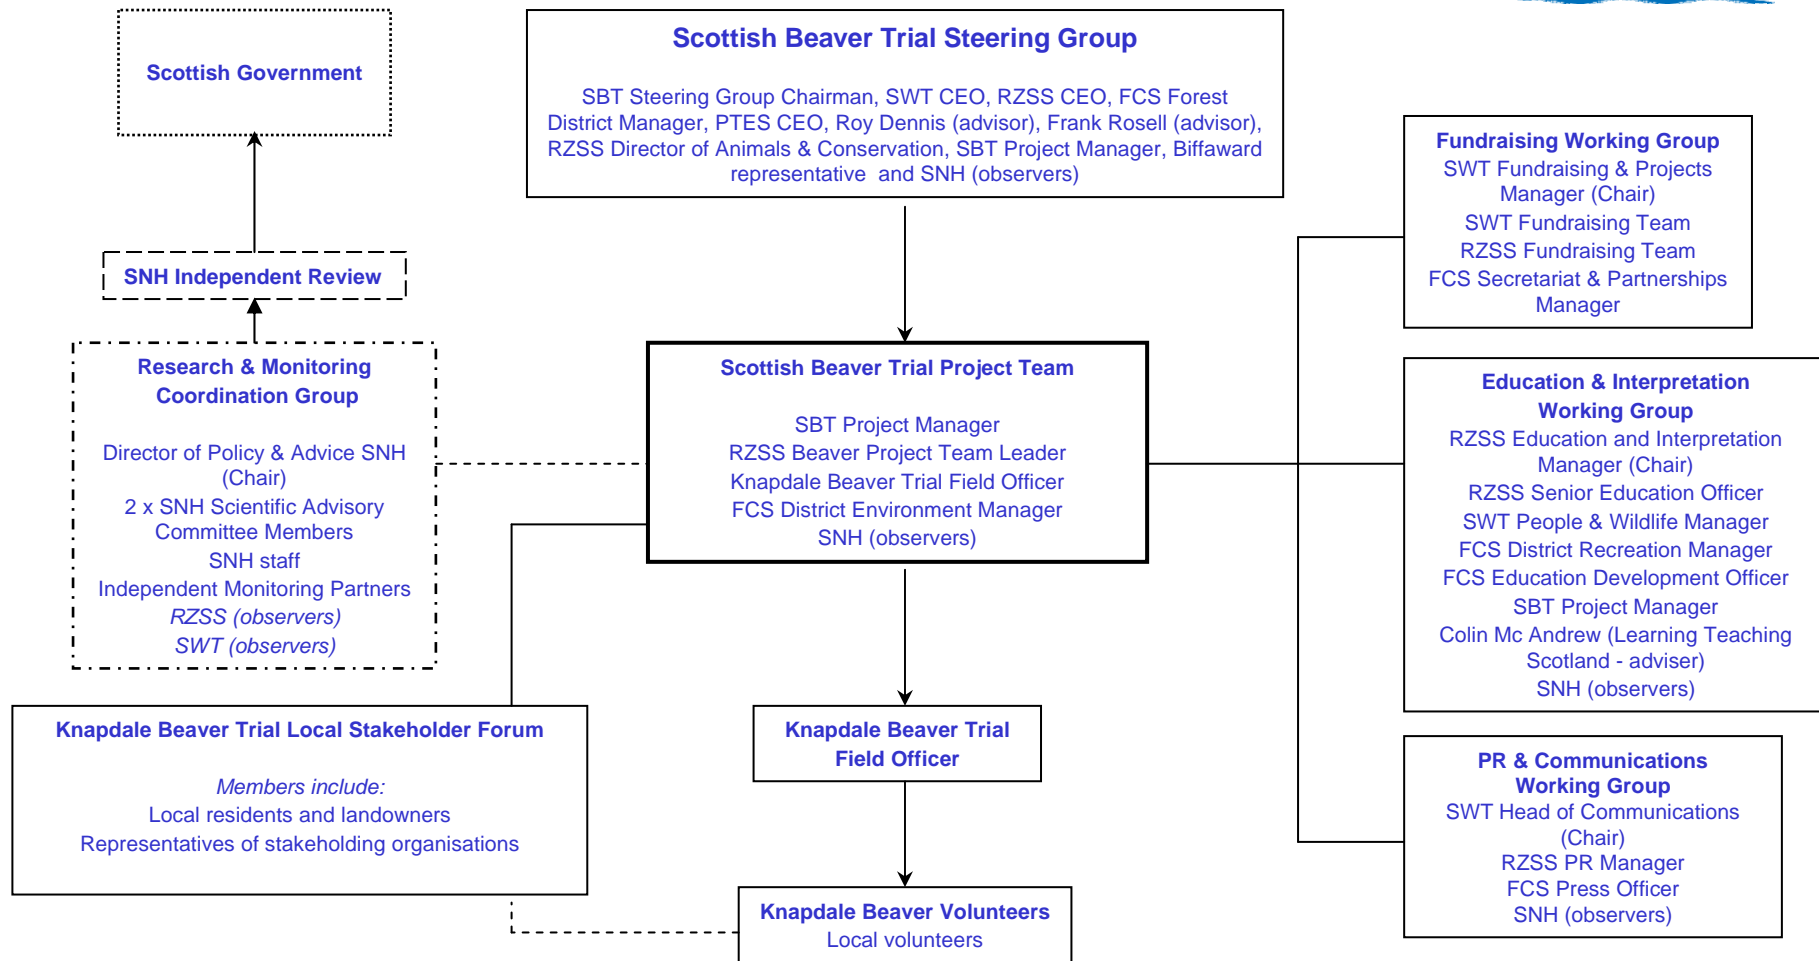 Scottish Government
Scottish Beaver Trial Steering Group
SBT Steering Group Chairman, SWT CEO, RZSS CEO, FCS Forest
District Manager, PTES CEO, Roy Dennis (advisor), Frank Rosell (advisor),
RZSS Director of Animals & Conservation, SBT Project Manager, Biffaward
representative and SNH (observers)
SNH Independent Review
Research & Monitoring
Coordination Group
Director of Policy & Advice SNH
(Chair)
2 x SNH Scientific Advisory
Committee Members
SNH staff
Independent Monitoring Partners
RZSS (observers)
SWT (observers)
Scottish Beaver Trial Project Team
SBT Project Manager
RZSS Beaver Project Team Leader
Knapdale Beaver Trial Field Officer
FCS District Environment Manager
SNH (observers)
Fundraising Working Group
SWT Fundraising & Projects
Manager (Chair)
SWT Fundraising Team
RZSS Fundraising Team
FCS Secretariat & Partnerships
Manager
Education & Interpretation
Working Group
RZSS Education and Interpretation
Manager (Chair)
RZSS Senior Education Officer
SWT People & Wildlife Manager
FCS District Recreation Manager
FCS Education Development Officer
SBT Project Manager
Colin Mc Andrew (Learning Teaching
Scotland - adviser)
SNH (observers)
PR & Communications
Working Group
SWT Head of Communications
(Chair)
RZSS PR Manager
FCS Press Officer
SNH (observers)
Knapdale Beaver Trial Local Stakeholder Forum
Members include:
Local residents and landowners
Representatives of stakeholding organisations
Knapdale Beaver Trial
Field Officer
Knapdale Beaver Volunteers
Local volunteers